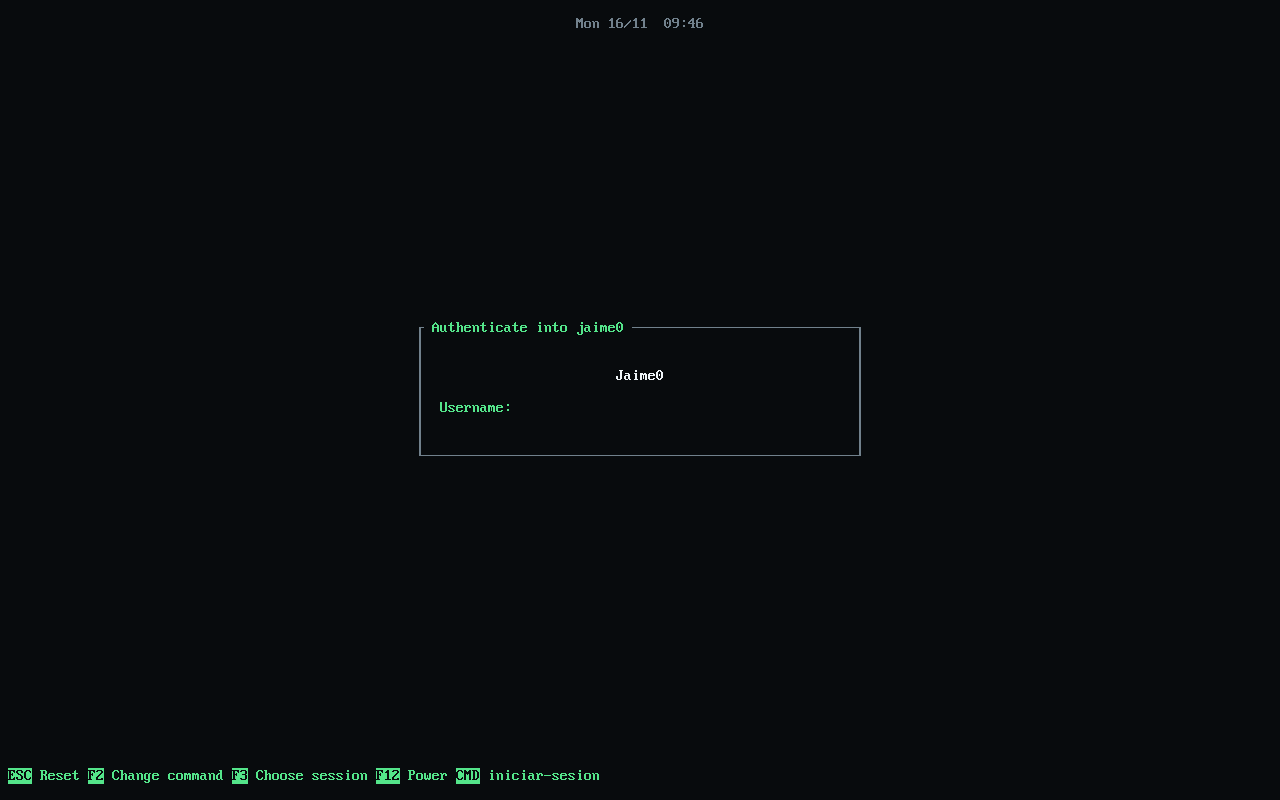 Mon 16/11  09:46
Authenticate into jaime0
Jaime0
Username:
ESC Reset F2 Change command F3 Choose session F12 Power CMD iniciar-sesion